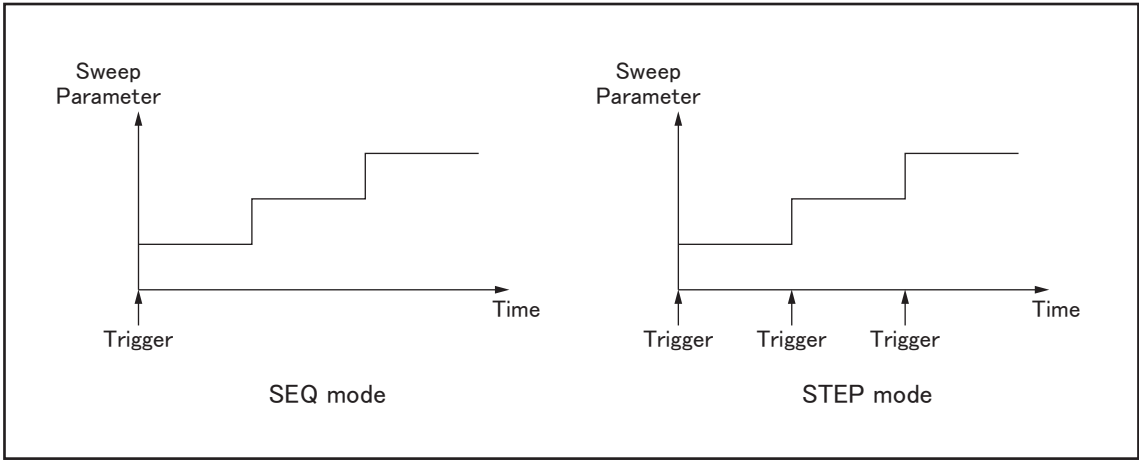 Sweep
Parameter
Time
Trigger
SEQ mode
Sweep
Parameter
Time
Trigger Trigger Trigger
STEP mode